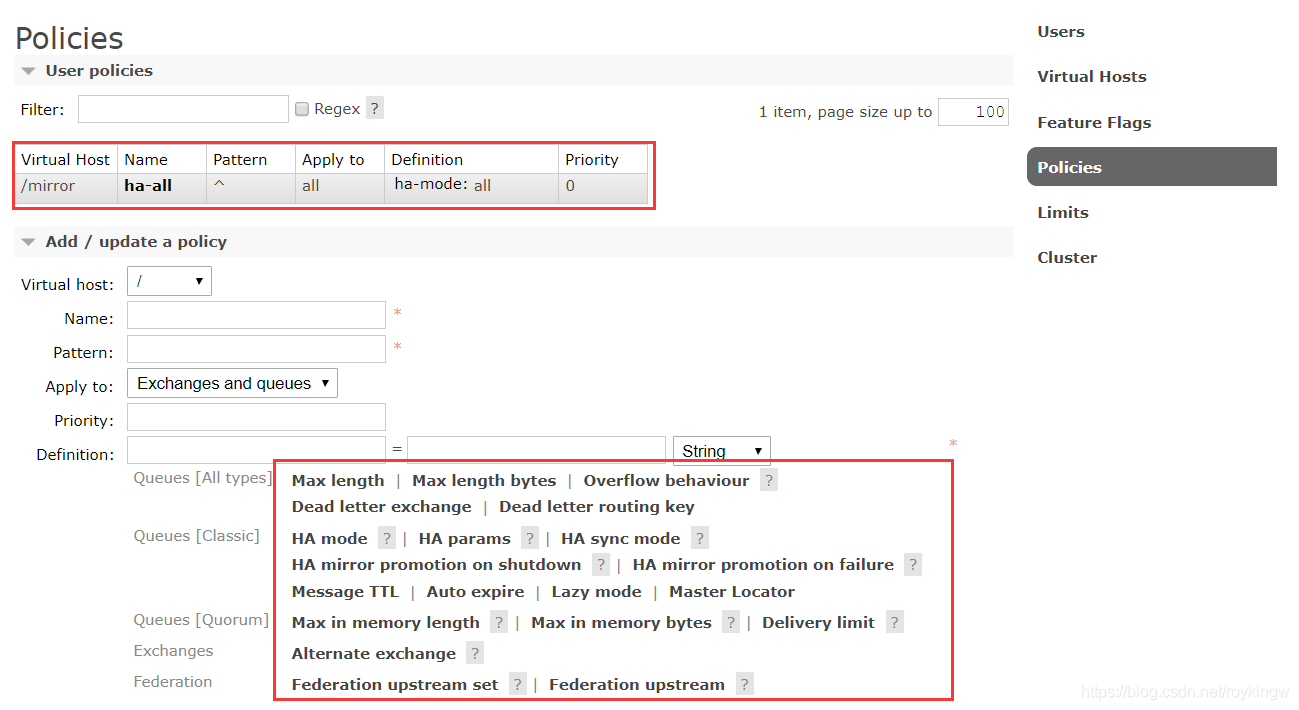 Policies
User policies
Filter: Regex ? 1 item, page size up to 100
Virtual Host Name Pattern Apply to Definition Priority
/mirror ha-all ^ all ha-mode: all 0
Add / update a policy
Virtual host: /
Name: *
Pattern: *
Apply to: Exchanges and queues
Priority:
Definition: = String *
Queues [All types] Max length | Max length bytes | Overflow behaviour ?
Dead letter exchange | Dead letter routing key
Queues [Classic] HA mode ? | HA params ? | HA sync mode ?
HA mirror promotion on shutdown ? | HA mirror promotion on failure ?
Message TTL | Auto expire | Lazy mode | Master Locator
Queues [Quorum] Max in memory length ? | Max in memory bytes ? | Delivery limit ?
Exchanges Alternate exchange ?
Federation Federation upstream set ? | Federation upstream ?
Users
Virtual Hosts
Feature Flags
Policies
Limits
Cluster
https://blog.csdn.net/roykingw